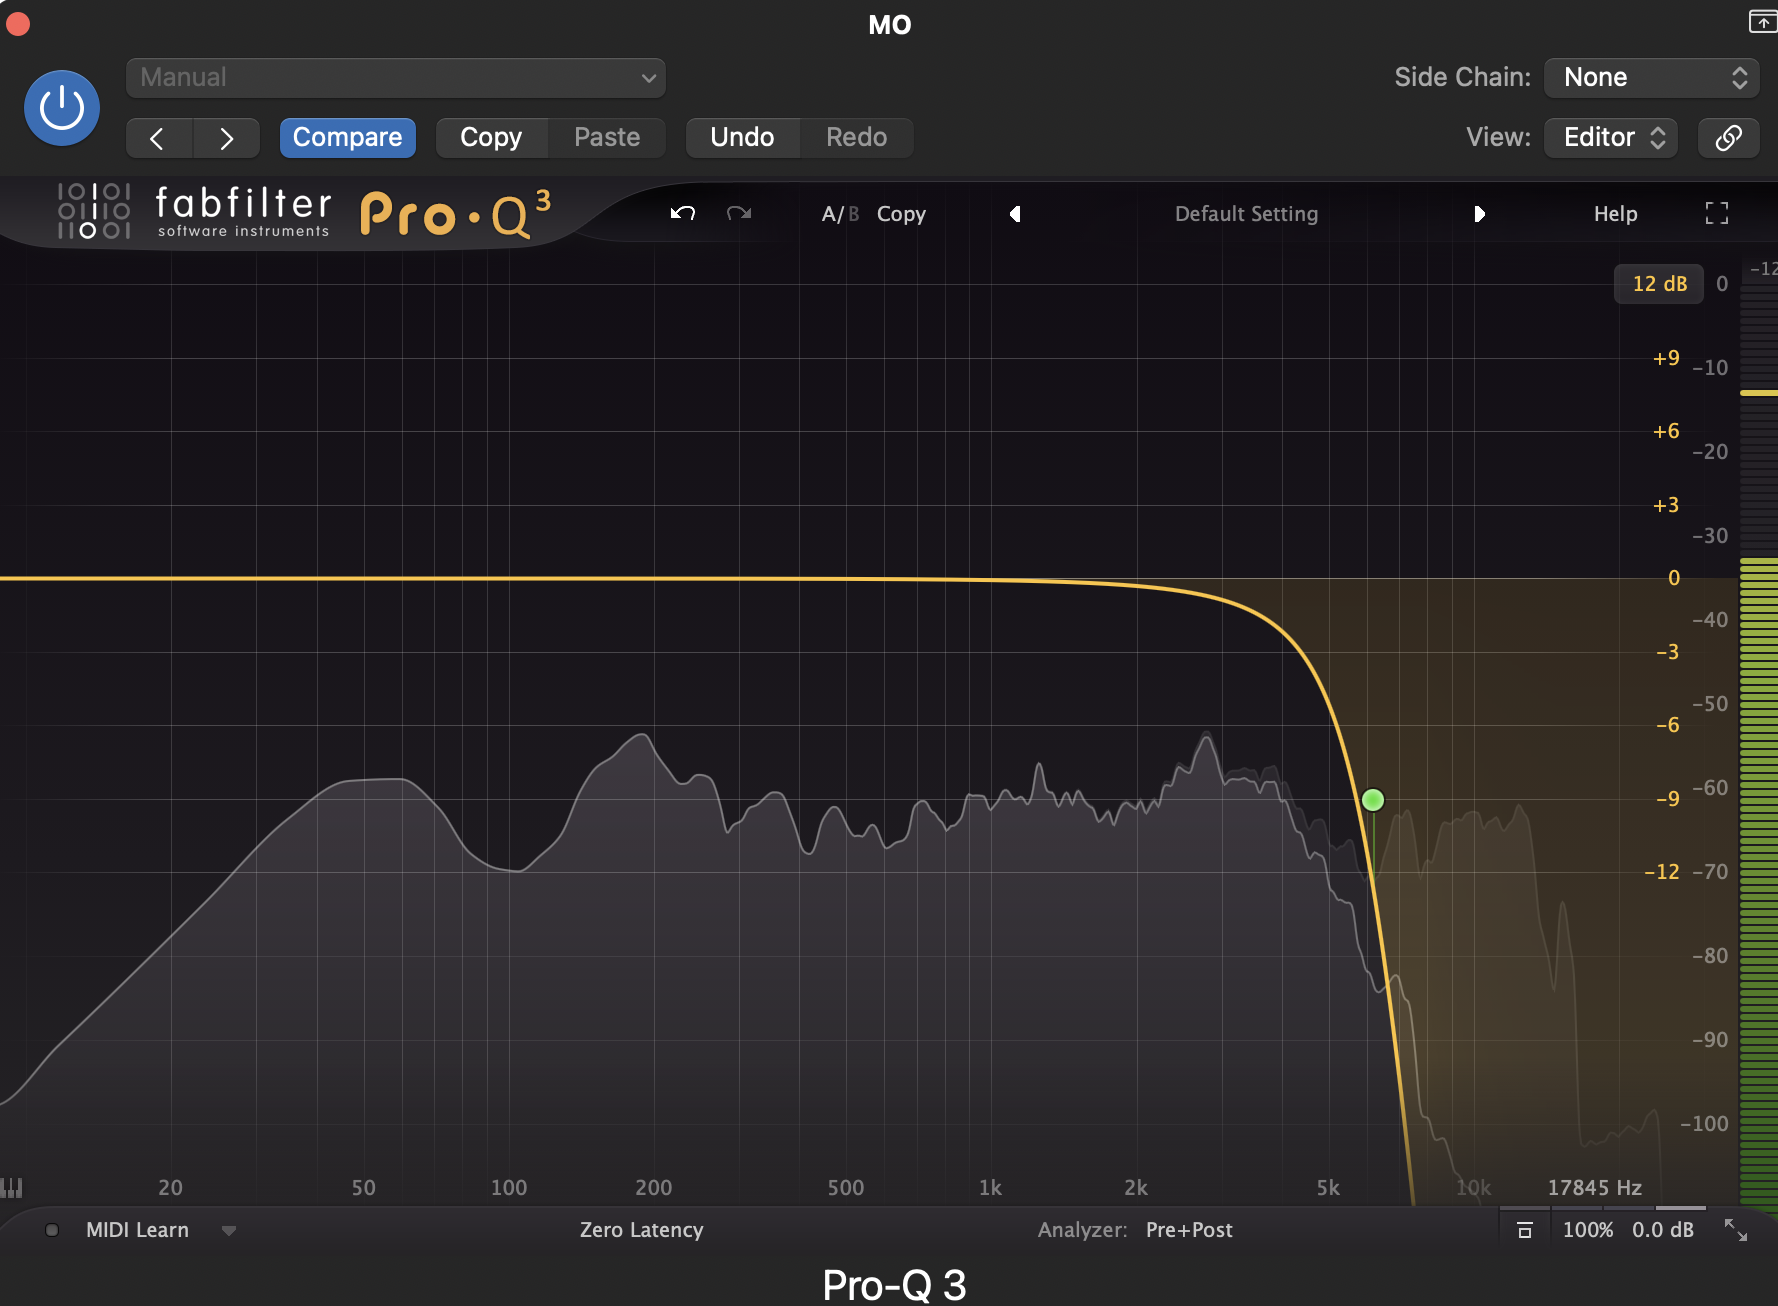 MO
Manual
Side Chain: None
Compare Copy Paste Undo Redo
View: Editor
fabfilter
software instruments
Pro·Q 3
A/B Copy
Default Setting
Help
12 dB 0 -12
+9
-10
+6
-20
+3
-30
0
-40
-3
-50
-6
-60
-9
-12 -70
-80
-90
-100
20 50 100 200 500 1k 2k 5k 10k 17845 Hz
MIDI Learn
Zero Latency
Analyzer: Pre+Post
100% 0.0 dB
Pro-Q 3